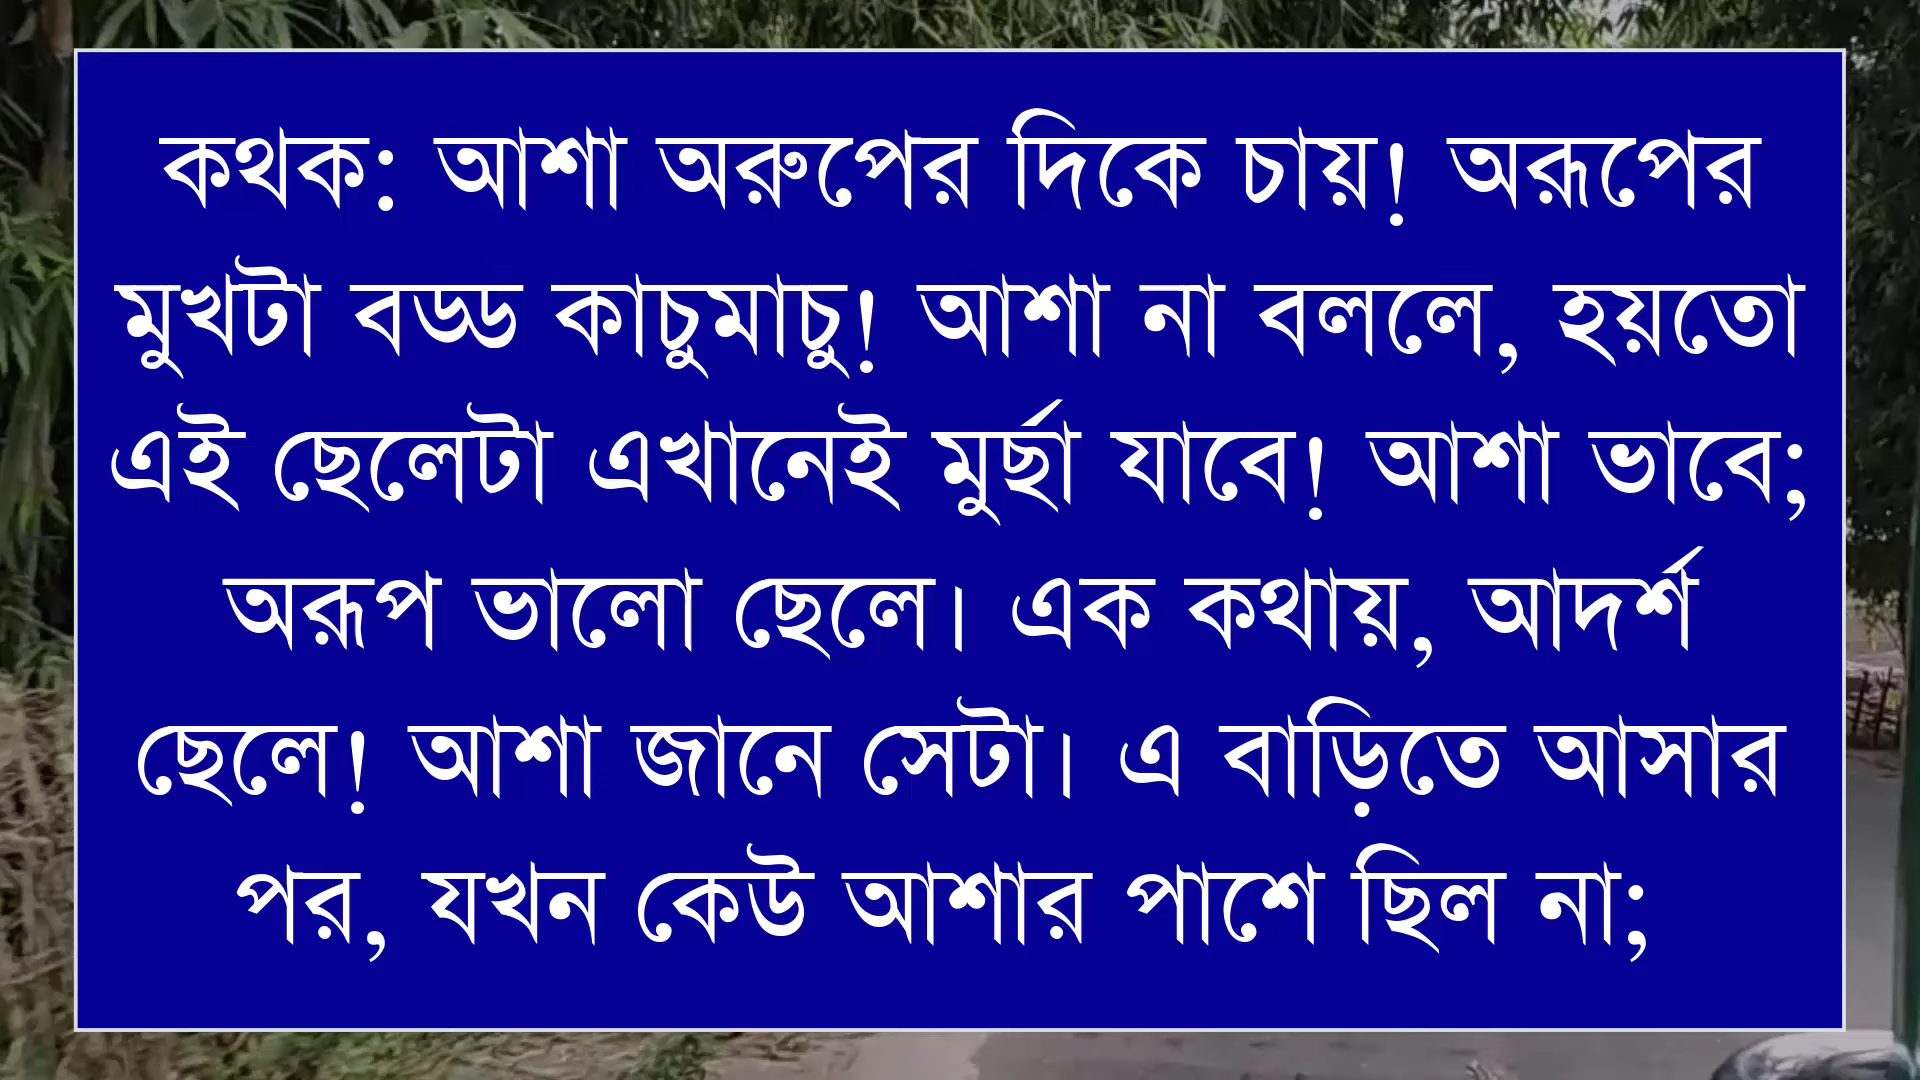 কথক: আশা অরুপের দিকে চায়! অরূপের
মুখটা বড্ড কাচুমাচু! আশা না বললে, হয়তো
এই ছেলেটা এখানেই মুর্ছা যাবে! আশা ভাবে;
অরূপ ভালো ছেলে। এক কথায়, আদর্শ
ছেলে! আশা জানে সেটা। এ বাড়িতে আসার
পর, যখন কেউ আশার পাশে ছিল না;